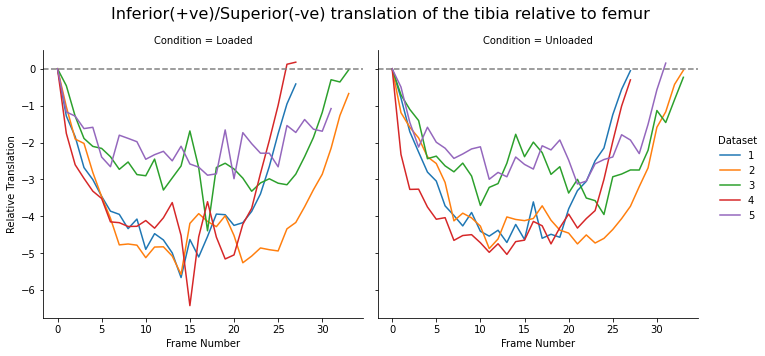 Inferior(+ve)/Superior(-ve) translation of the tibia relative to femur
Condition = Loaded
Condition = Unloaded
Relative Translation
0
−1
−2
−3
−4
−5
−6
0 5 10 15 20 25 30
0 5 10 15 20 25 30
Frame Number
Frame Number
Dataset
1
2
3
4
5